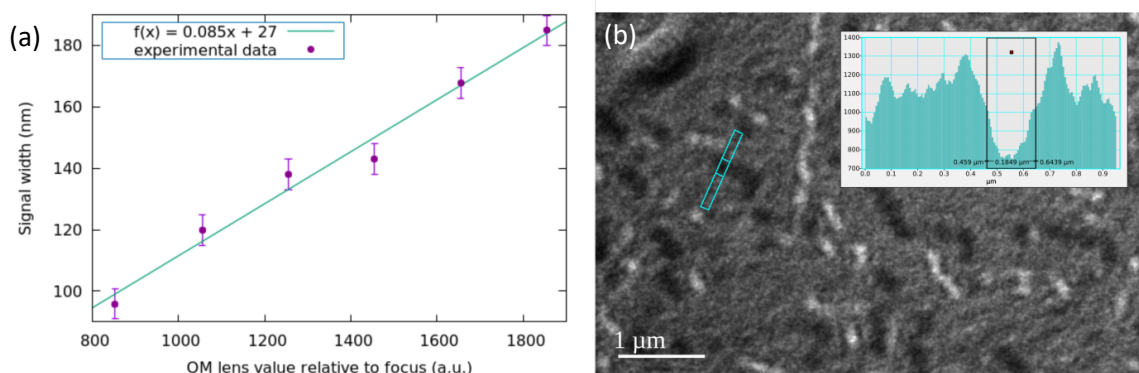 (a)
f(x) = 0.085x + 27
experimental data
180
160
140
120
100
Signal width (nm)
800
1000
1200
1400
1600
1800
OM lens value relative to focus (a.u.)
(b)
1400
1300
1200
1100
1000
900
800
700
0.459 µm
0.1849 µm
0.6439 µm
0.0
0.1
0.2
0.3
0.4
0.5
0.6
0.7
0.8
0.9
µm
1 µm